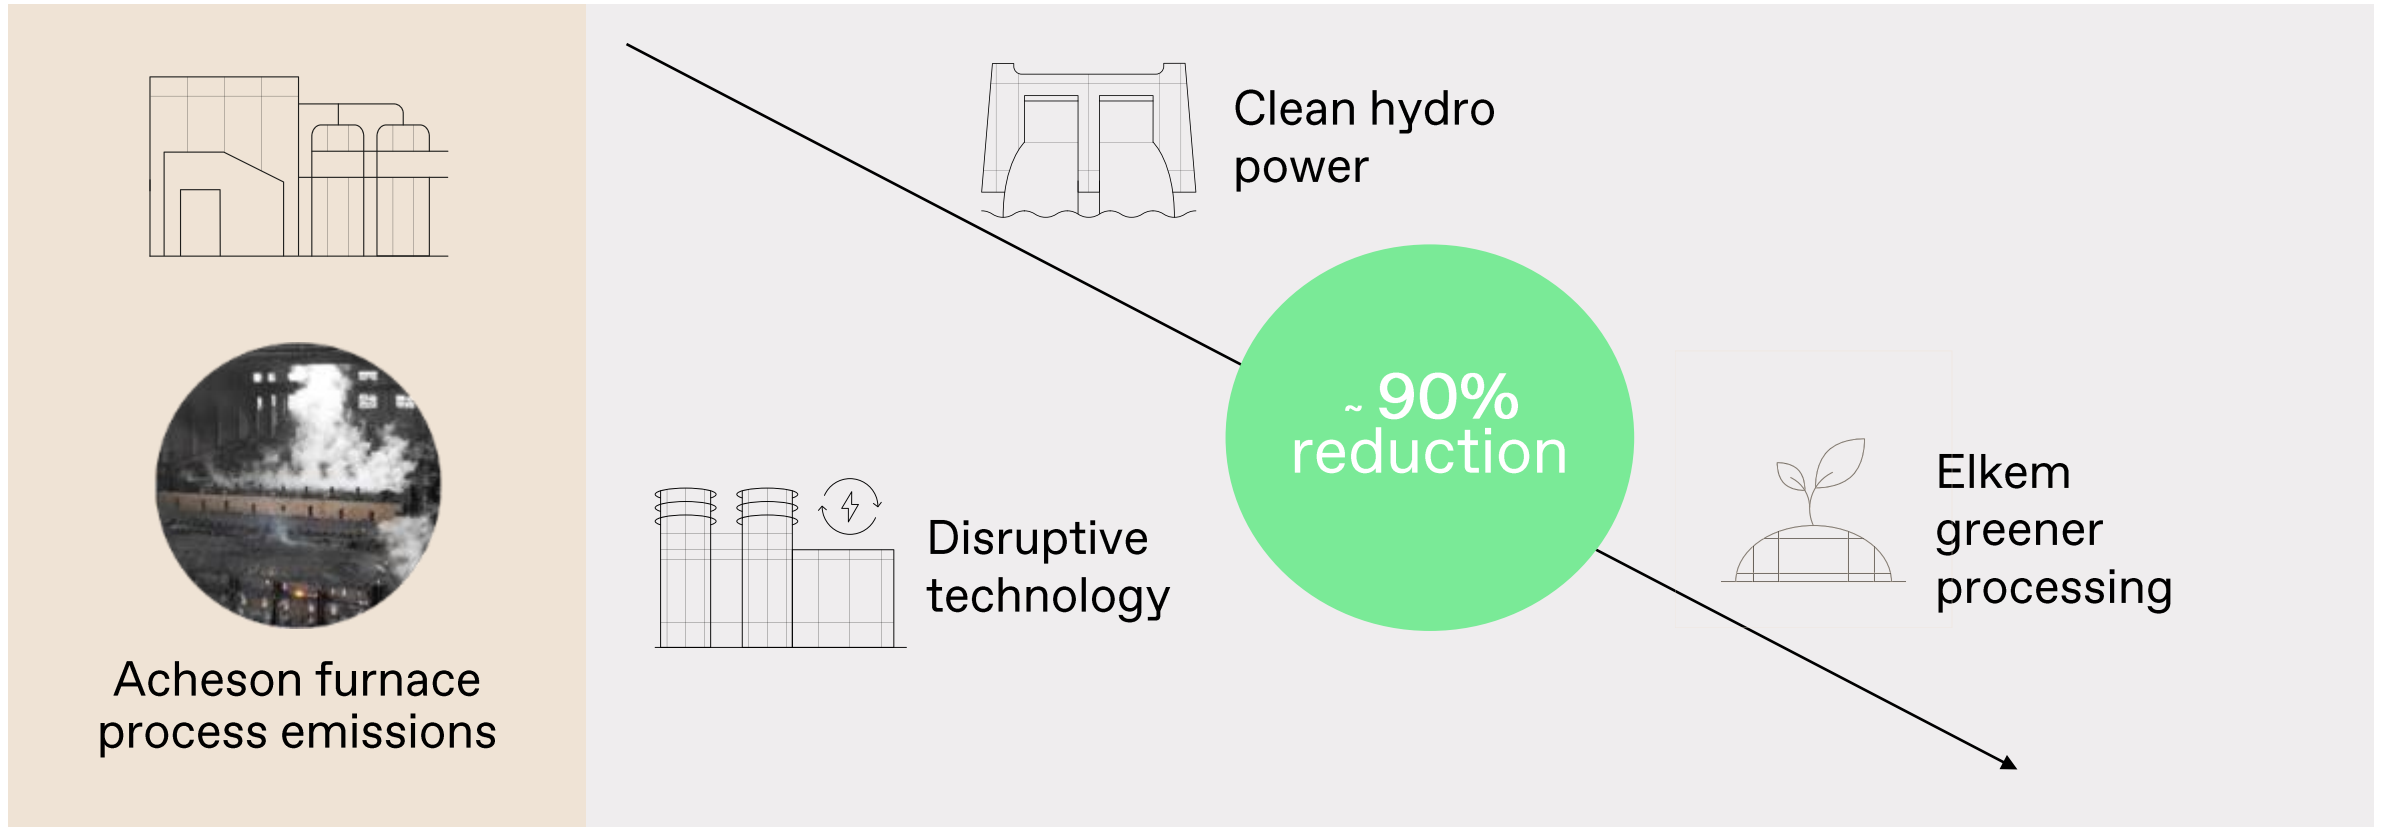 Clean hydro
power
~ 90%
reduction
Elkem
greener
processing
Disruptive
technology
Acheson furnace
process emissions